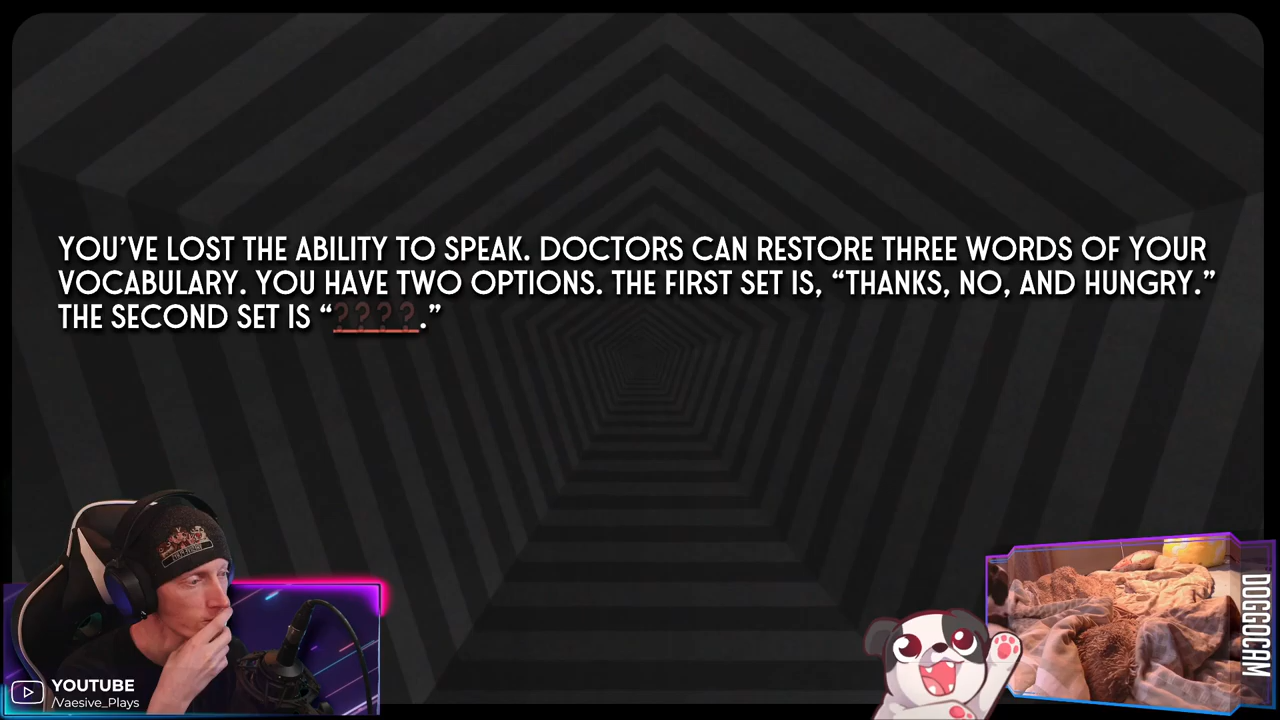 YOU’VE LOST THE ABILITY TO SPEAK. DOCTORS CAN RESTORE THREE WORDS OF YOUR
VOCABULARY. YOU HAVE TWO OPTIONS. THE FIRST SET IS, “THANKS, NO, AND HUNGRY.”
THE SECOND SET IS “????.”
YOUTUBE
/Vaesive_Plays
DOGGOCAM